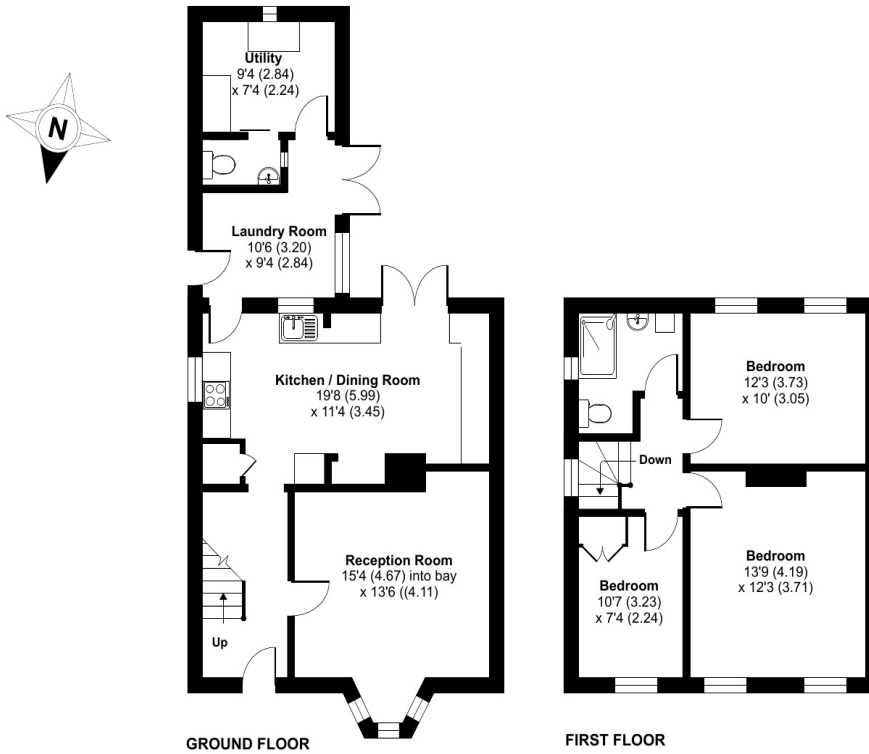 Utility
9'4 (2.84)
x 7'4 (2.24)
N
Laundry Room
10'6 (3.20)
x 9'4 (2.84)
Kitchen / Dining Room
19'8 (5.99)
x 11'4 (3.45)
Reception Room
15'4 (4.67) into bay
x 13'6 ((4.11)
Up
GROUND FLOOR
Bedroom
12'3 (3.73)
x 10' (3.05)
Down
Bedroom
13'9 (4.19)
x 12'3 (3.71)
Bedroom
10'7 (3.23)
x 7'4 (2.24)
FIRST FLOOR